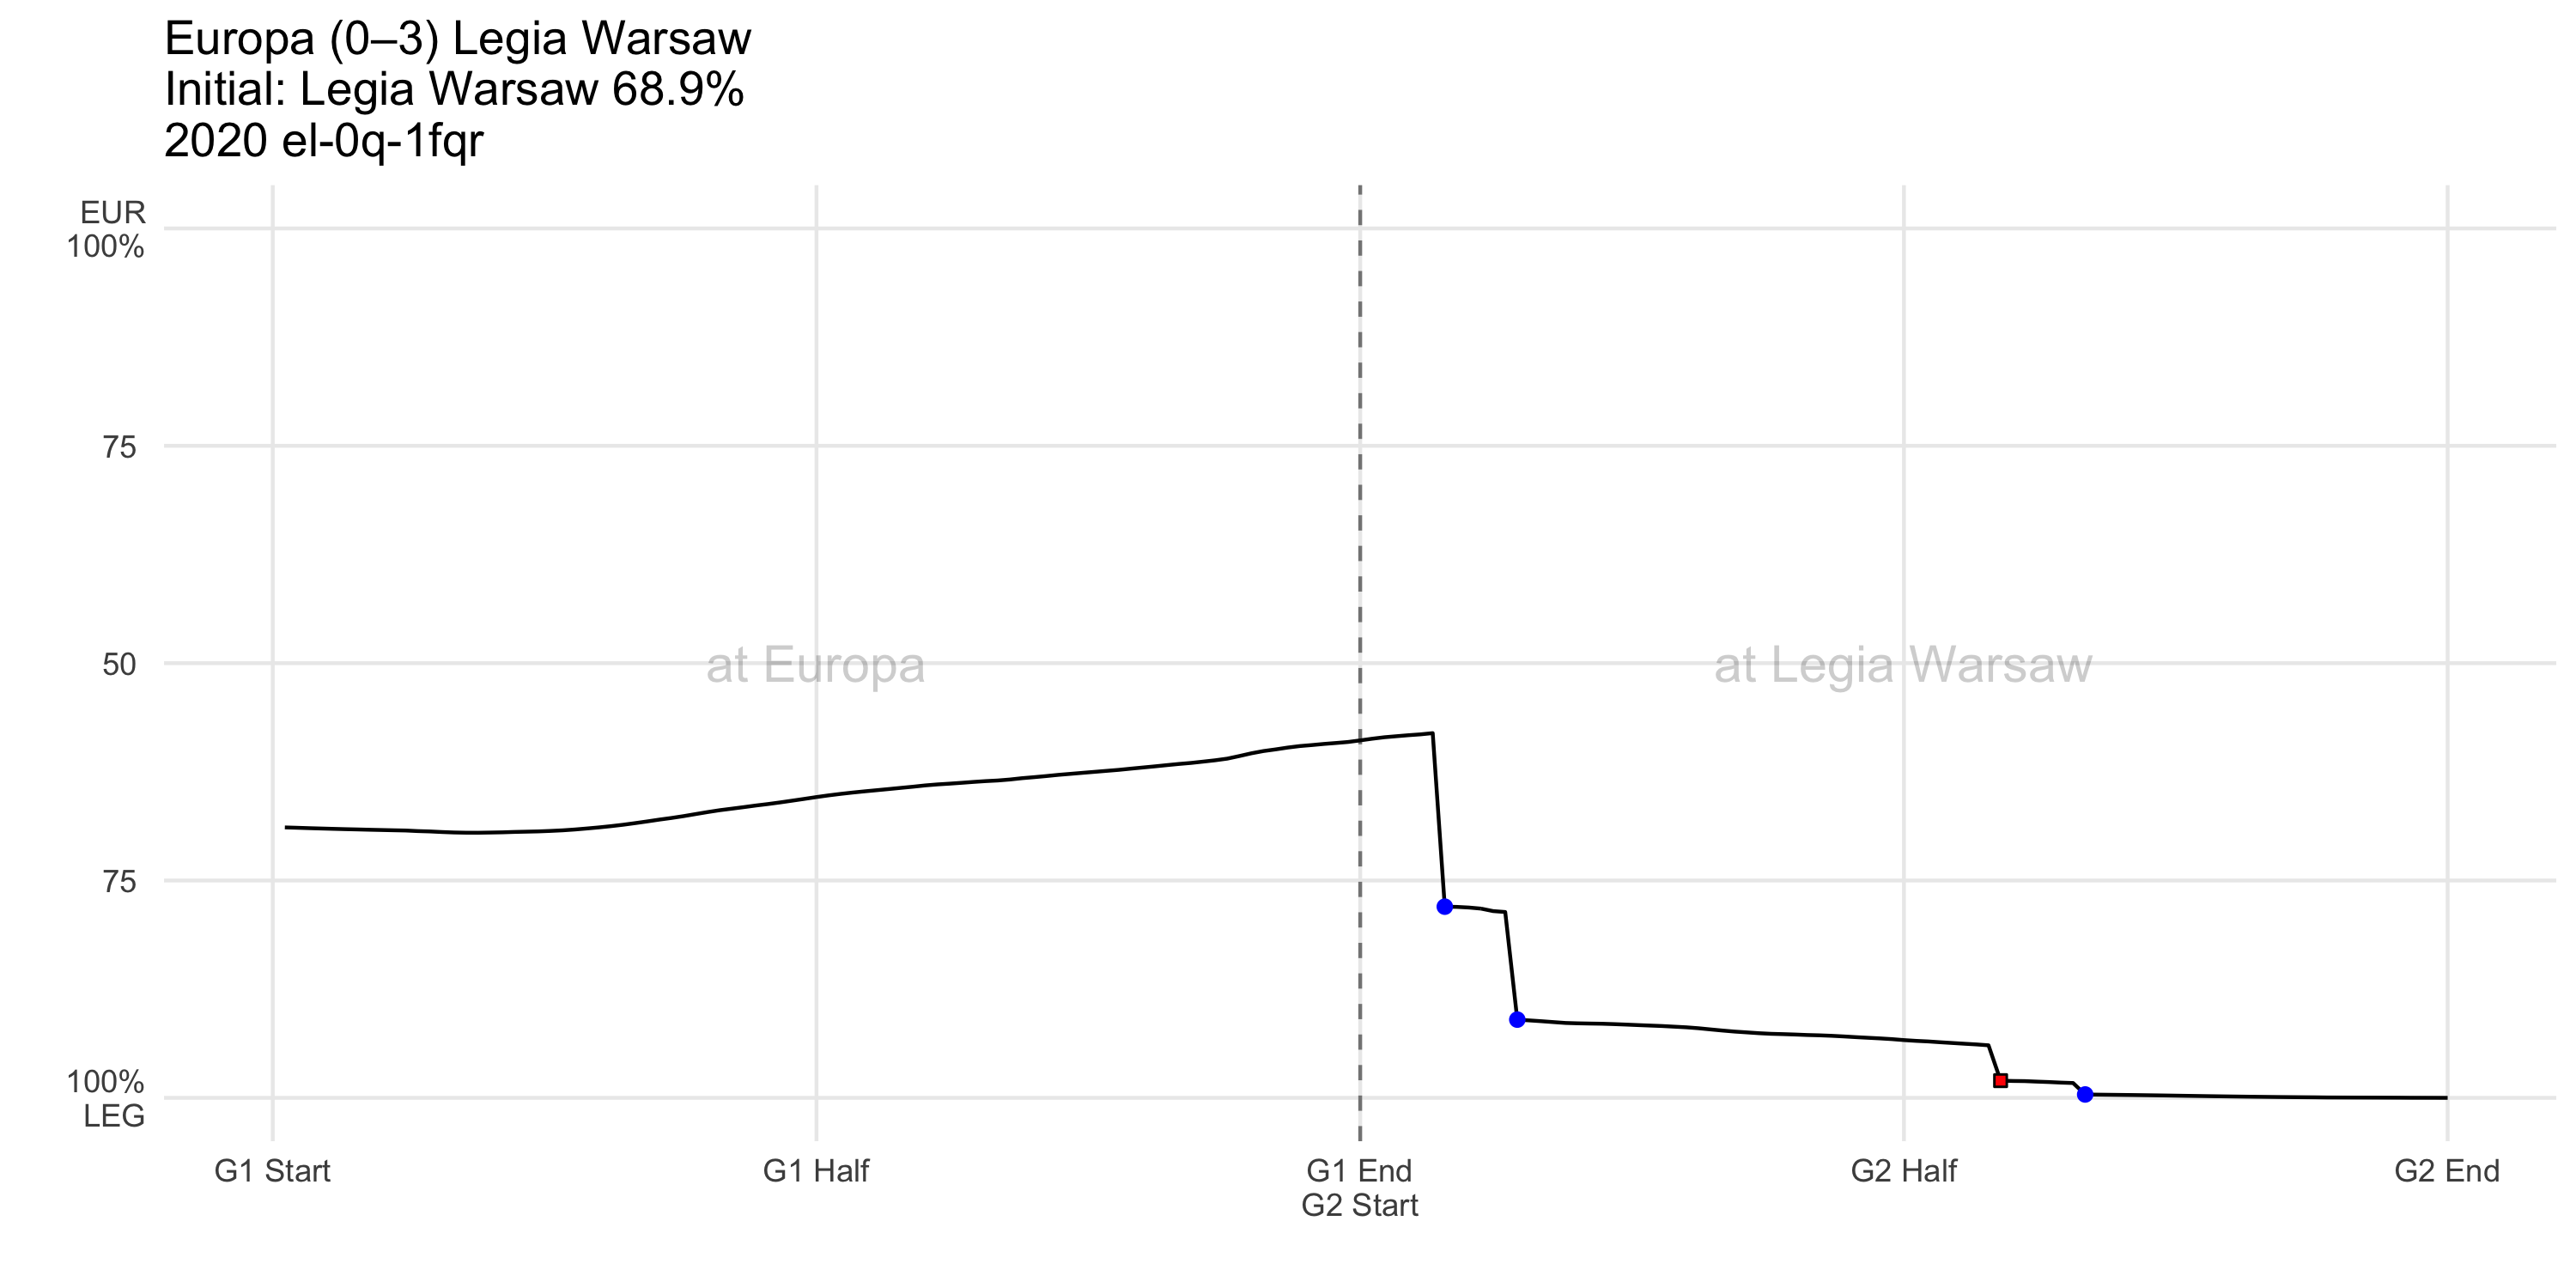 Europa (0–3) Legia Warsaw
Initial: Legia Warsaw 68.9%
2020 el-0q-1fqr
EUR
100%
75
50
75
100%
LEG
at Europa
at Legia Warsaw
G1 Start
G1 Half
G1 End
G2 Start
G2 Half
G2 End